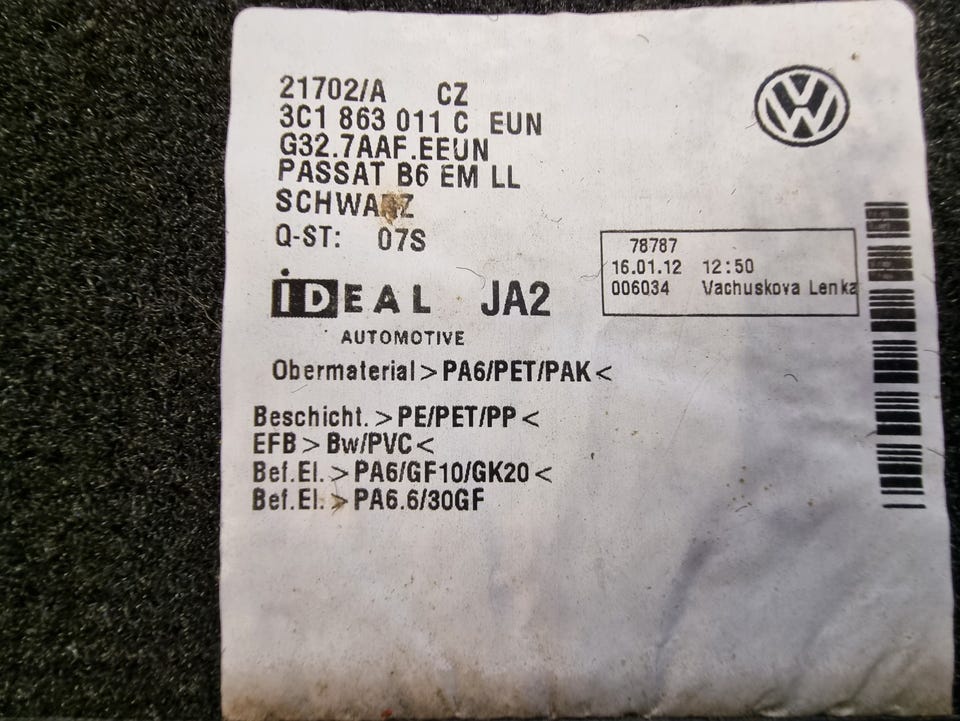 21702/A CZ
3C1 863 011 C EUN
G32.7AAF.EEUN
PASSAT B6 EM LL
SCHWARZ
Q-ST: 07S
78787
16.01.12 12:50
006034 Vachuskova Lenka
iDEAL JA2
AUTOMOTIVE
Obermaterial >PA6/PET/PAK<
Beschicht. >PE/PET/PP<
EFB >Bw/PVC<
Bef.El. >PA6/GF10/GK20<
Bef.El. >PA6.6/30GF